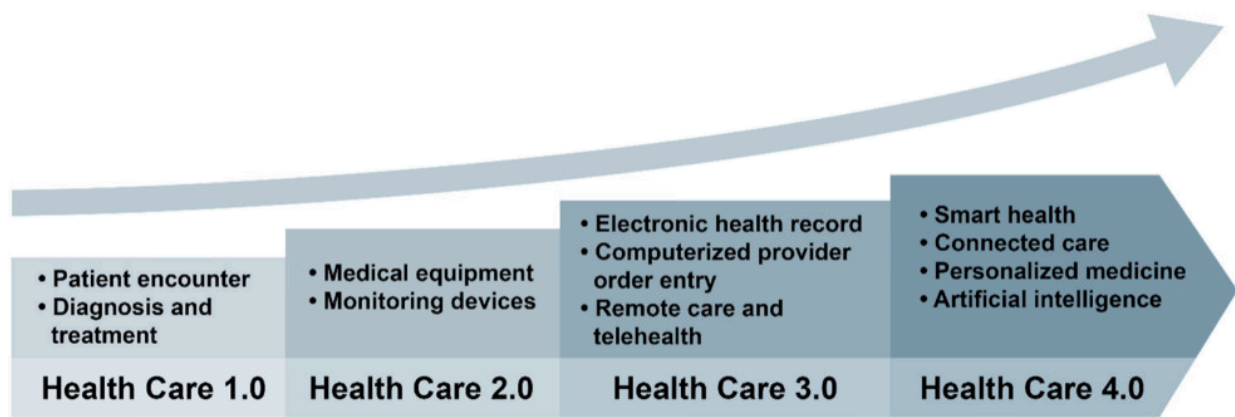 • Patient encounter
• Diagnosis and
treatment
Health Care 1.0
• Medical equipment
• Monitoring devices
Health Care 2.0
• Electronic health record
• Computerized provider
order entry
• Remote care and
telehealth
Health Care 3.0
• Smart health
• Connected care
• Personalized medicine
• Artificial intelligence
Health Care 4.0